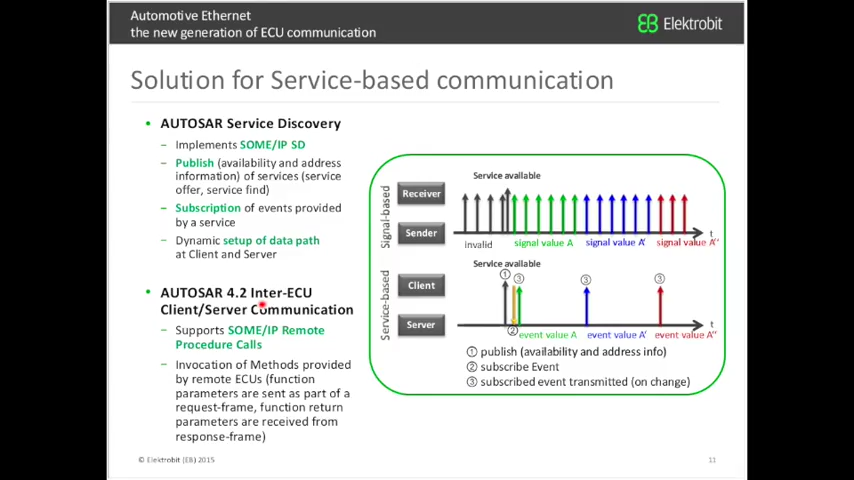 Automotive Ethernet
the new generation of ECU communication
Elektrobit
Solution for Service-based communication
• AUTOSAR Service Discovery
– Implements SOME/IP SD
– Publish (availability and address
information) of services (service
offer, service find)
– Subscription of events provided
by a service
– Dynamic setup of data path
at Client and Server
• AUTOSAR 4.2 Inter-ECU
Client/Server Communication
– Supports SOME/IP Remote
Procedure Calls
– Invocation of Methods provided
by remote ECUs (function
parameters are sent as part of a
request-frame, function return
parameters are received from
response-frame)
Signal-based
Service available
Receiver
Sender
t
invalid
signal value A
signal value A'
signal value A''
Service-based
Service available
① ③ ③ ③
Client
Server
t
②
event value A
event value A'
event value A''
① publish (availability and address info)
② subscribe Event
③ subscribed event transmitted (on change)
© Elektrobit (EB) 2015
11